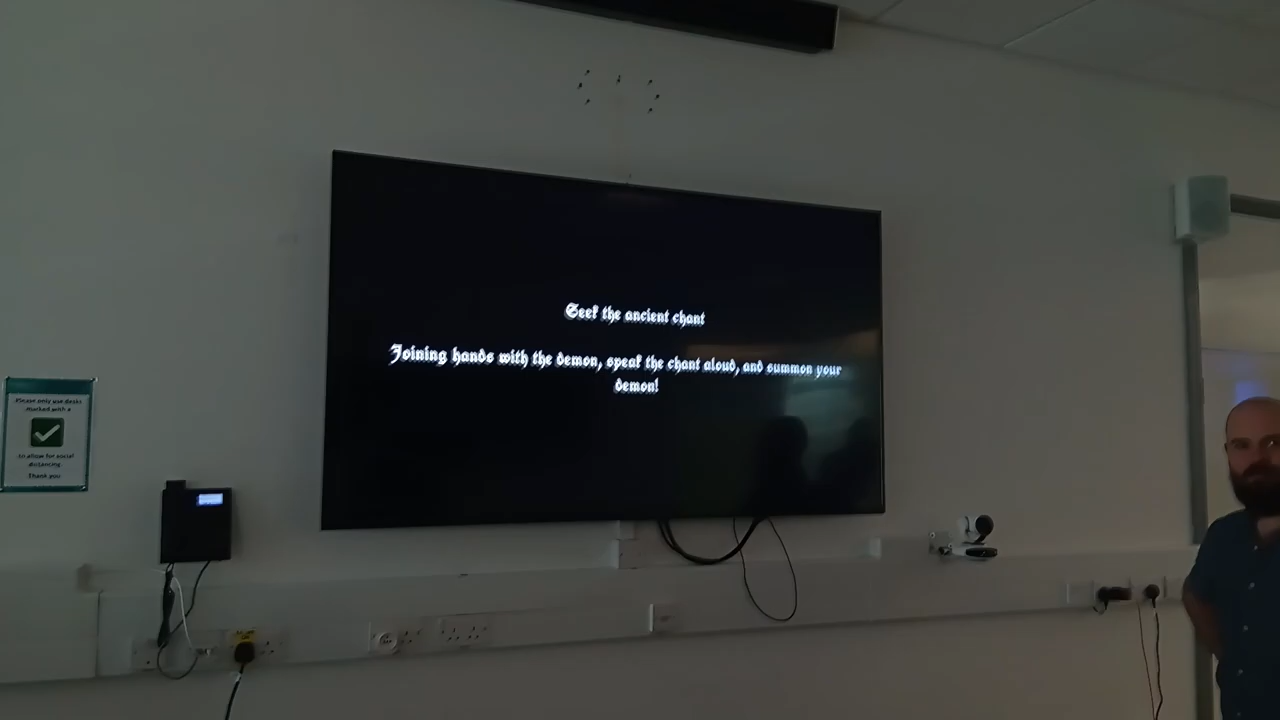 Seek the ancient chant
Joining hands with the demon, speak the chant aloud, and summon your
demon!
Please only use desks
marked with a
to allow for social
distancing
Thank you